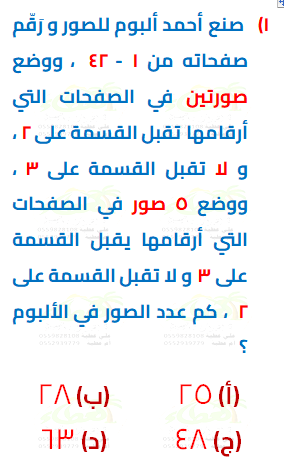 ١) صنع أحمد ألبوم للصور و رَقَّم
صفحاته من ١ - ٤٢ ، ووضع
صورتين في الصفحات التي
أرقامها تقبل القسمة على ٢ ،
و لا تقبل القسمة على ٣ ،
ووضع ٥ صور في الصفحات
التي أرقامها يقبل القسمة
على ٣ و لا تقبل القسمة على
٢ ، كم عدد الصور في الألبوم
؟
(أ) ٢٥ (ب) ٢٨
(ج) ٤٨ (د) ٦٣